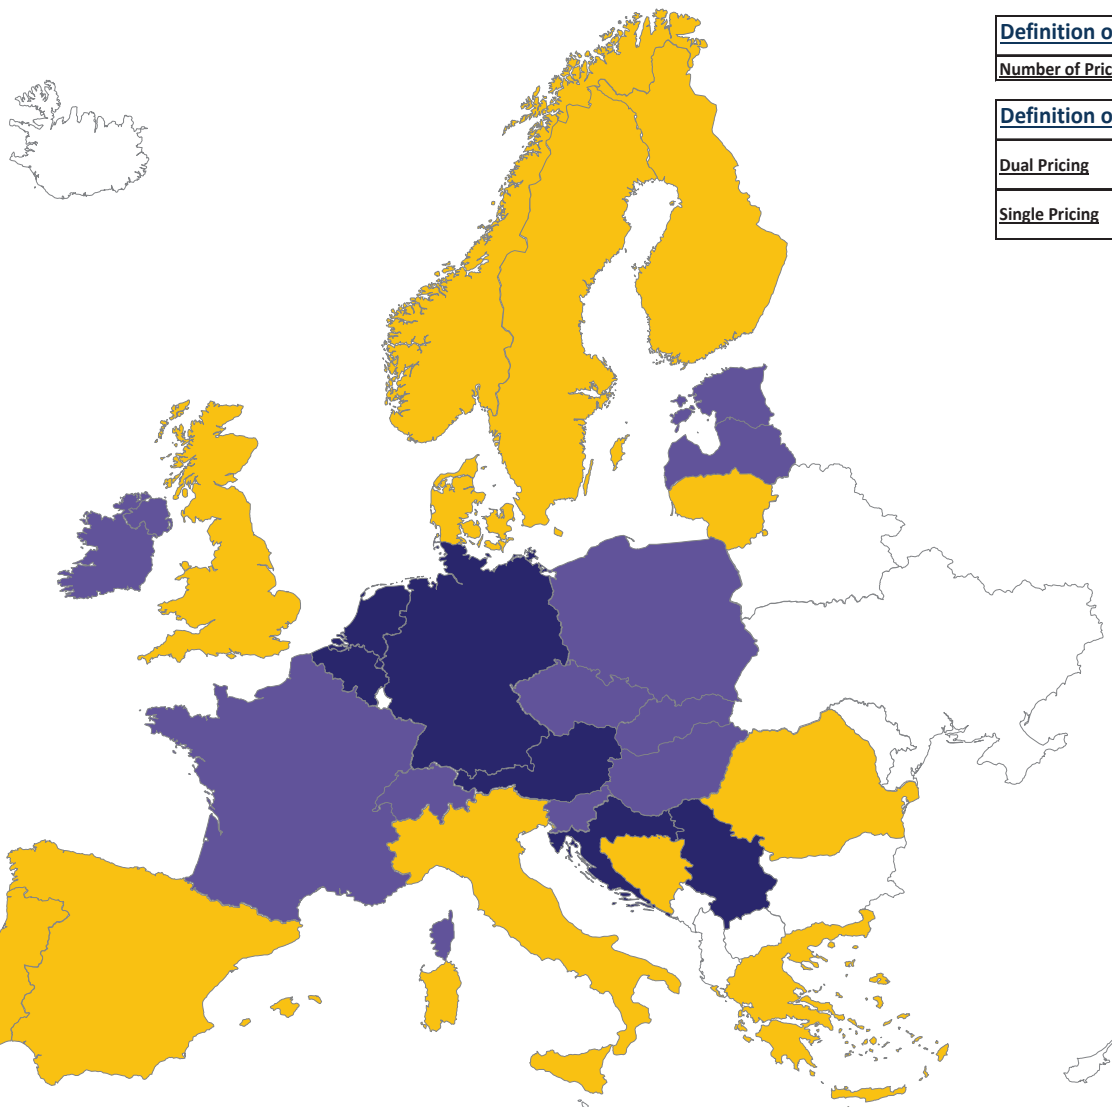 Definition o
Number of Pric
Definition o
Dual Pricing
Single Pricing